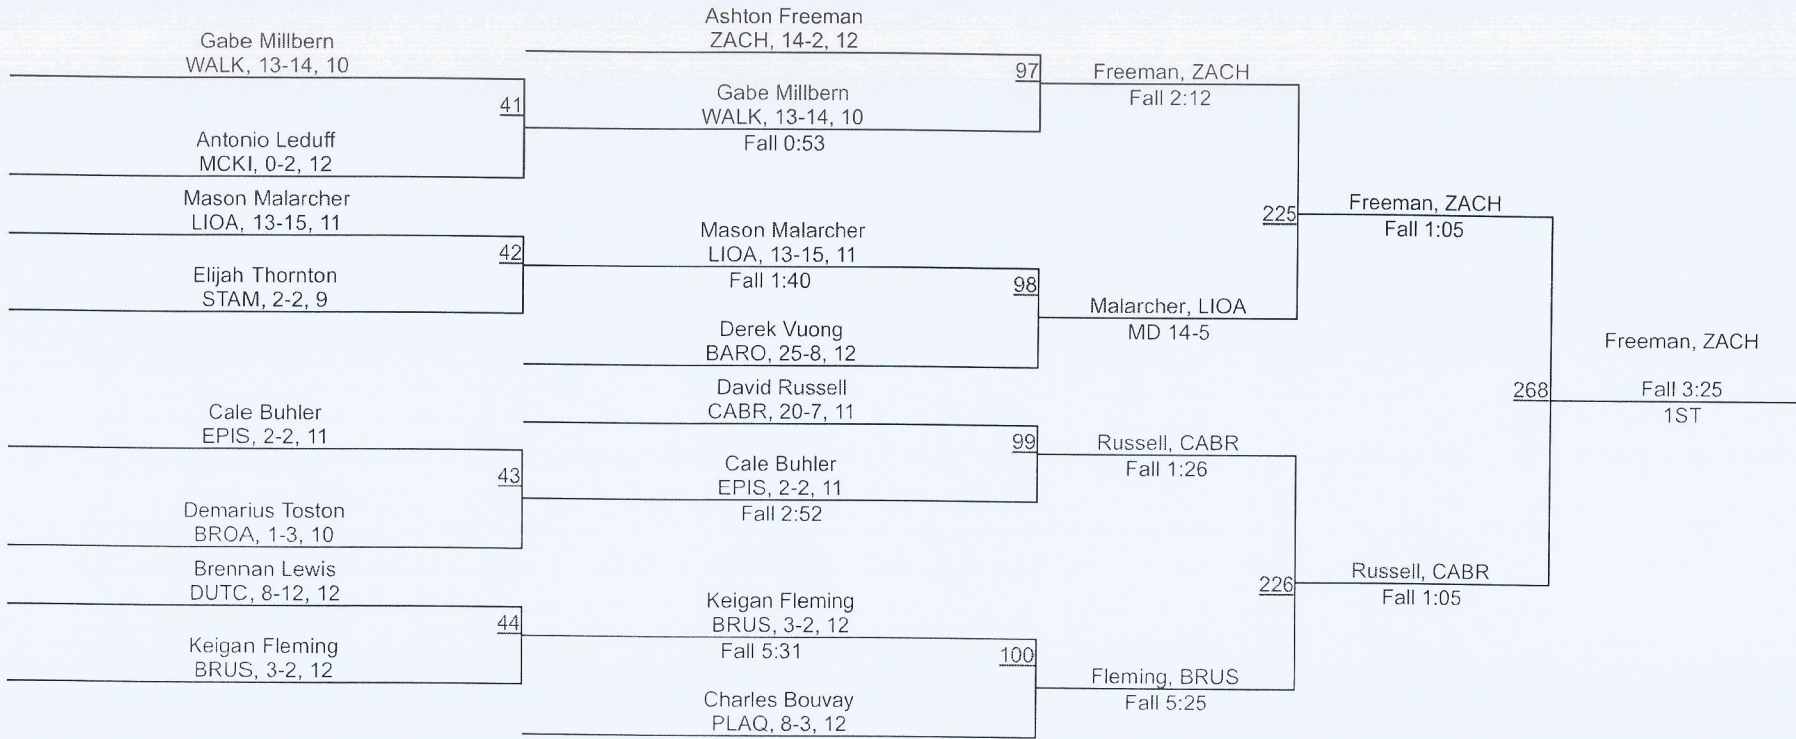 Gabe Millbern
WALK, 13-14, 10
41
Antonio Leduff
MCKI, 0-2, 12
Mason Malarcher
LIOA, 13-15, 11
42
Elijah Thornton
STAM, 2-2, 9
Cale Buhler
EPIS, 2-2, 11
43
Demarius Toston
BROA, 1-3, 10
Brennan Lewis
DUTC, 8-12, 12
44
Keigan Fleming
BRUS, 3-2, 12
Ashton Freeman
ZACH, 14-2, 12
97
Gabe Millbern
WALK, 13-14, 10
Fall 0:53
Mason Malarcher
LIOA, 13-15, 11
Fall 1:40
98
Derek Vuong
BARO, 25-8, 12
David Russell
CABR, 20-7, 11
99
Cale Buhler
EPIS, 2-2, 11
Fall 2:52
Keigan Fleming
BRUS, 3-2, 12
Fall 5:31
100
Charles Bouvay
PLAQ, 8-3, 12
Freeman, ZACH
Fall 2:12
225
Malarcher, LIOA
MD 14-5
Russell, CABR
Fall 1:26
226
Fleming, BRUS
Fall 5:25
Freeman, ZACH
Fall 1:05
268
Russell, CABR
Fall 1:05
Freeman, ZACH
Fall 3:25
1ST